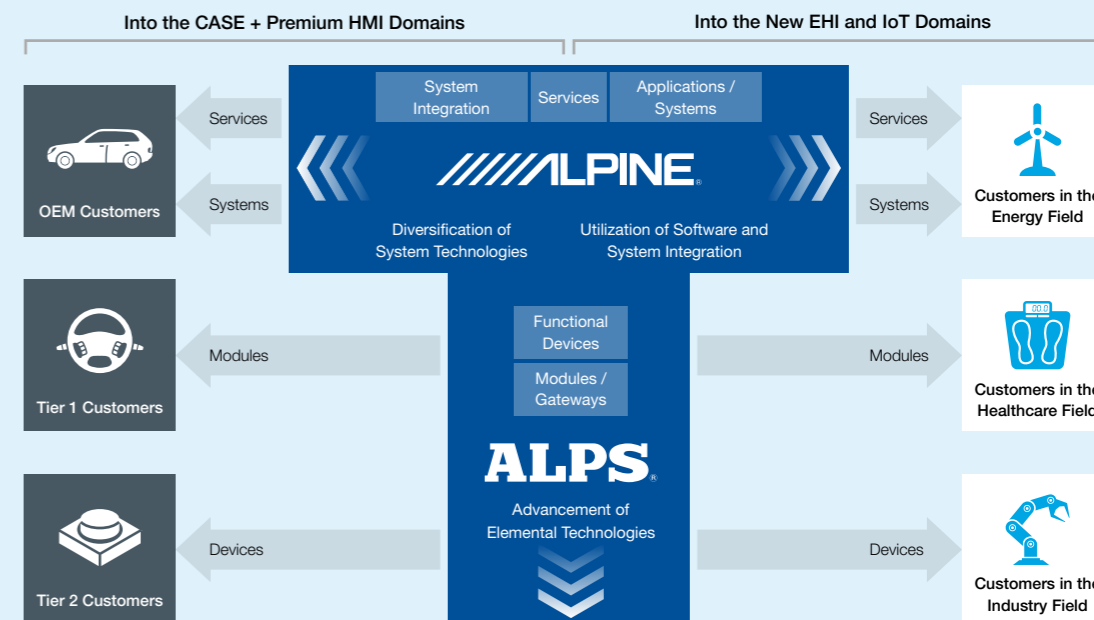 Into the CASE + Premium HMI Domains
Into the New EHI and IoT Domains
System
Integration
Services
Applications /
Systems
Services
Services
OEM Customers
Systems
ALPINE®
Systems
Customers in the
Energy Field
Diversification of
System Technologies
Utilization of Software and
System Integration
Functional
Devices
00.0
Tier 1 Customers
Modules
Modules /
Gateways
Modules
Customers in the
Healthcare Field
ALPS®
Advancement of
Elemental Technologies
Tier 2 Customers
Devices
Devices
Customers in the
Industry Field